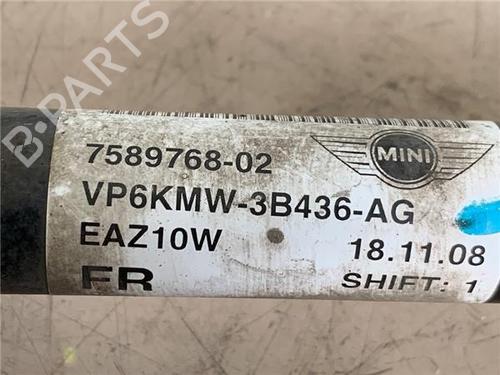 B-PARTS
MINI
7589768-02
VP6KMW-3B436-AG
EAZ10W 18.11.08
FR SHIFT: 1